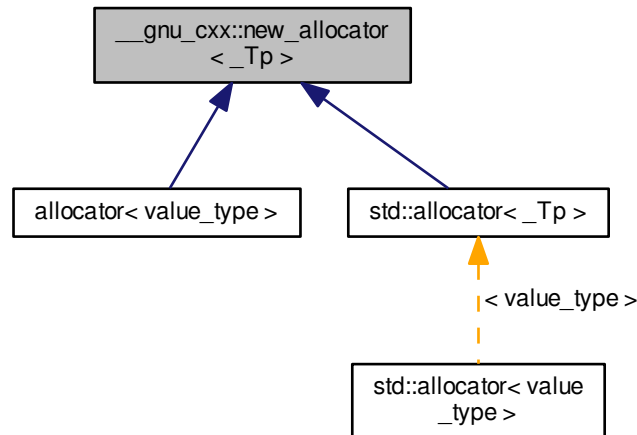 __gnu_cxx::new_allocator
< _Tp >
allocator< value_type >
std::allocator< _Tp >
< value_type >
std::allocator< value
_type >